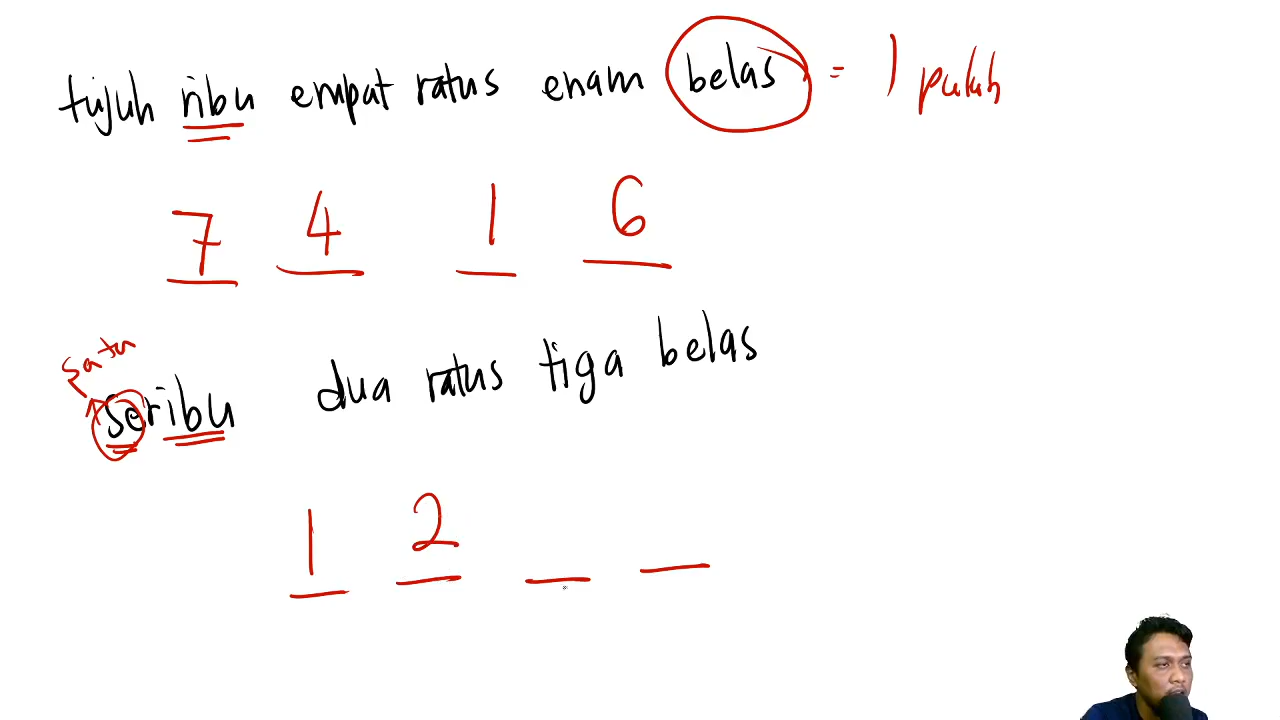 tujuh ribu empat ratus enam belas = 1 puluh
7 4 1 6
satu
seribu dua ratus tiga belas
1 2